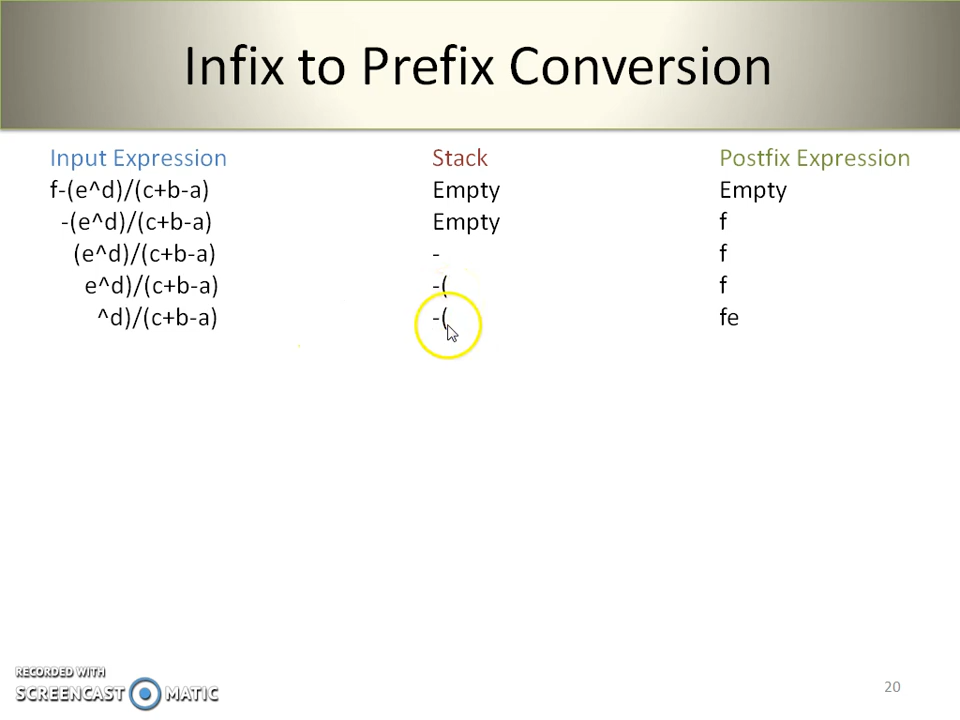 Infix to Prefix Conversion
Input Expression Stack Postfix Expression
f-(e^d)/(c+b-a) Empty Empty
-(e^d)/(c+b-a) Empty f
(e^d)/(c+b-a) - f
e^d)/(c+b-a) -( f
^d)/(c+b-a) -( fe
RECORDED WITH
SCREENCAST MATIC
20